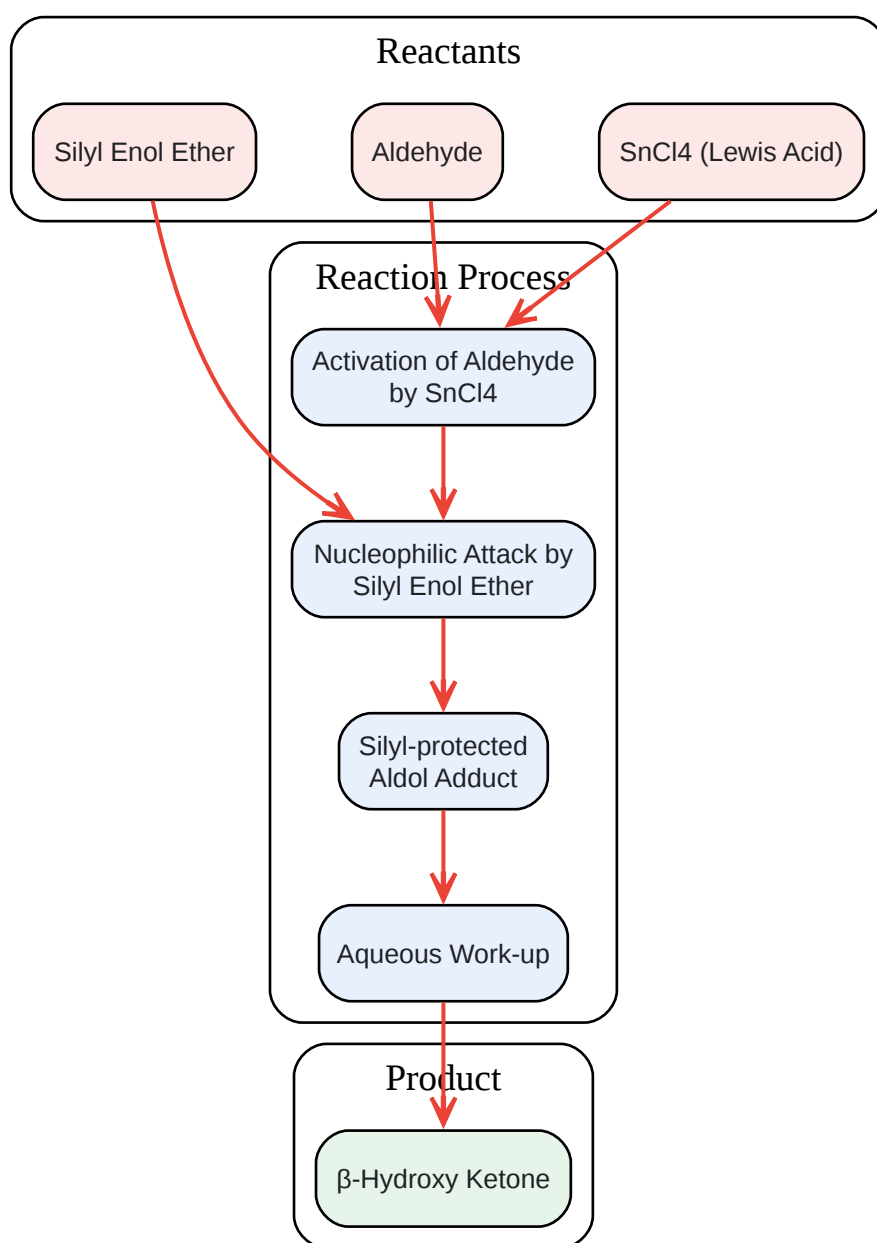 Reactants
Silyl Enol Ether
Aldehyde
SnCl4 (Lewis Acid)
Reaction Process
Activation of Aldehyde
by SnCl4
Nucleophilic Attack by
Silyl Enol Ether
Silyl-protected
Aldol Adduct
Aqueous Work-up
Product
β-Hydroxy Ketone